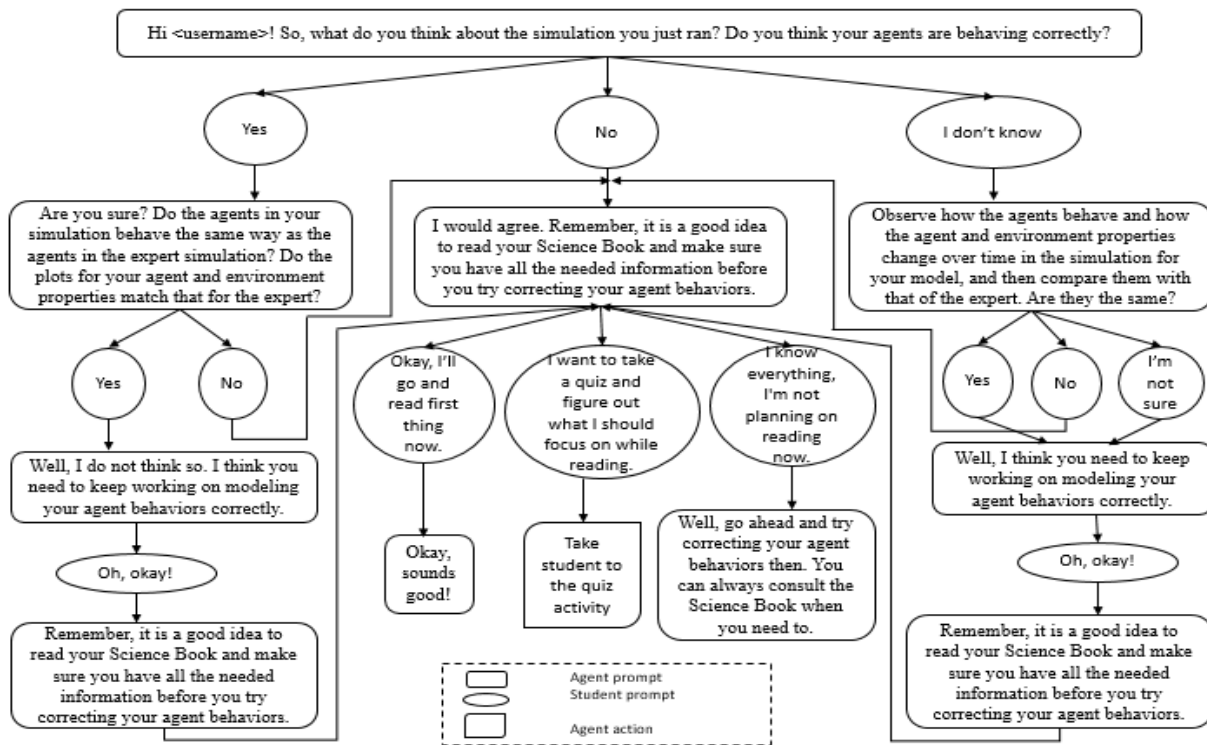 Hi <username>! So, what do you think about the simulation you just ran? Do you think your agents are behaving correctly?
Yes
No
I don't know
Are you sure? Do the agents in your
simulation behave the same way as the
agents in the expert simulation? Do the
plots for your agent and environment
properties match that for the expert?
I would agree. Remember, it is a good idea
to read your Science Book and make sure
you have all the needed information before
you try correcting your agent behaviors.
Observe how the agents behave and how
the agent and environment properties
change over time in the simulation for
your model, and then compare them with
that of the expert. Are they the same?
Yes
No
Okay, I'll
go and
read first
thing
now.
I want to take
a quiz and
figure out
what I should
focus on while
reading.
I know
everything,
I'm not
planning on
reading
now.
Yes
No
I'm
not
sure
Well, I do not think so. I think you
need to keep working on modeling
your agent behaviors correctly.
Well, I think you need to keep
working on modeling your
agent behaviors correctly.
Oh, okay!
Okay,
sounds
good!
Take
student to
the quiz
activity
Well, go ahead and try
correcting your agent
behaviors then. You
can always consult the
Science Book when
you need to.
Oh, okay!
Remember, it is a good idea to
read your Science Book and make
sure you have all the needed
information before you try
correcting your agent behaviors.
Remember, it is a good idea to
read your Science Book and make
sure you have all the needed
information before you try
correcting your agent behaviors.
Agent prompt
Student prompt
Agent action